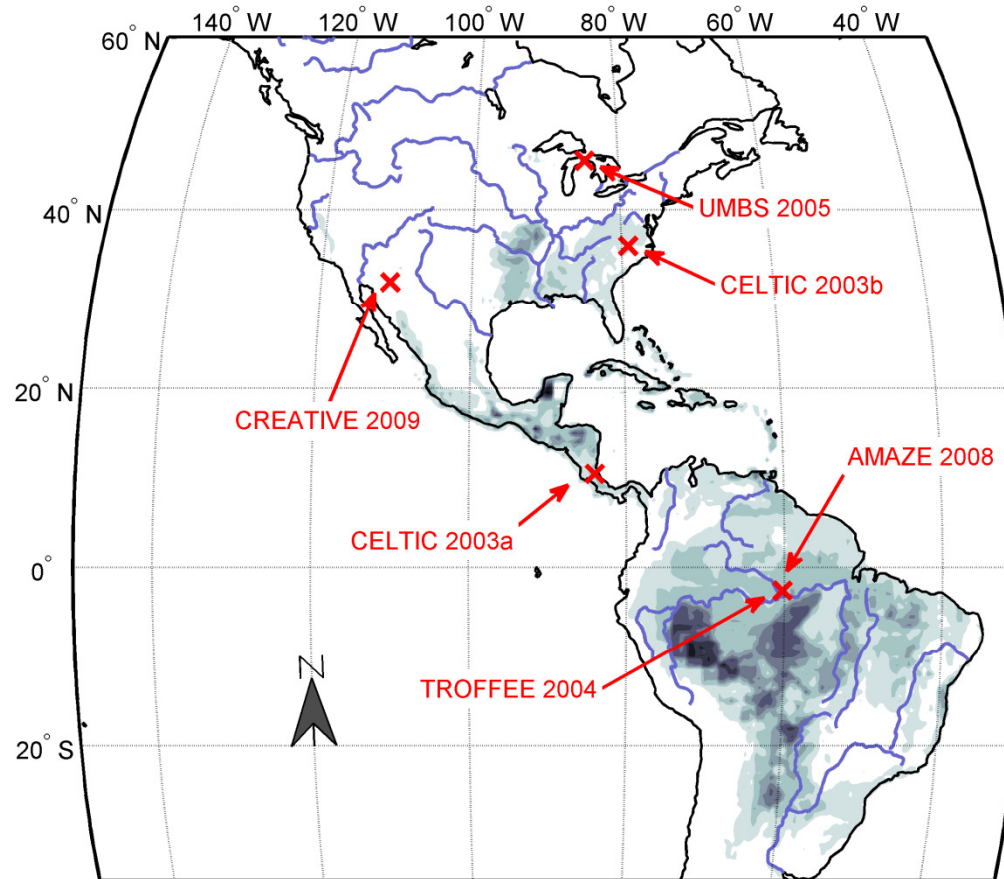 140° W 120° W 100° W 80° W 60° W 40° W
60° N
UMBS 2005
40° N
CELTIC 2003b
20° N
CREATIVE 2009
AMAZE 2008
CELTIC 2003a
0°
N
TROFFEE 2004
20° S